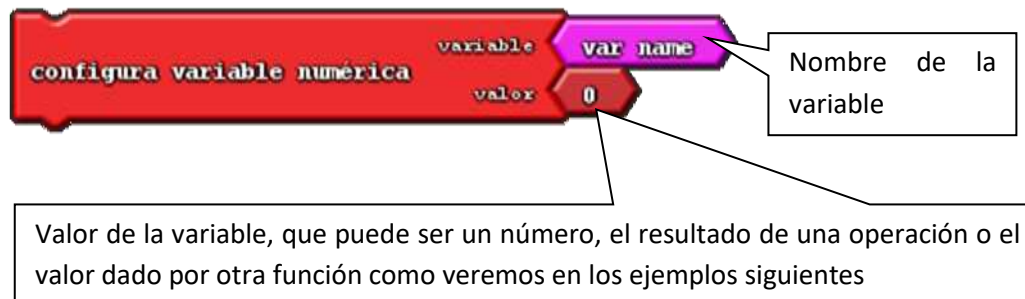 variable
var name
configura variable numérica
valor
0
Nombre de la
variable
Valor de la variable, que puede ser un número, el resultado de una operación o el
valor dado por otra función como veremos en los ejemplos siguientes